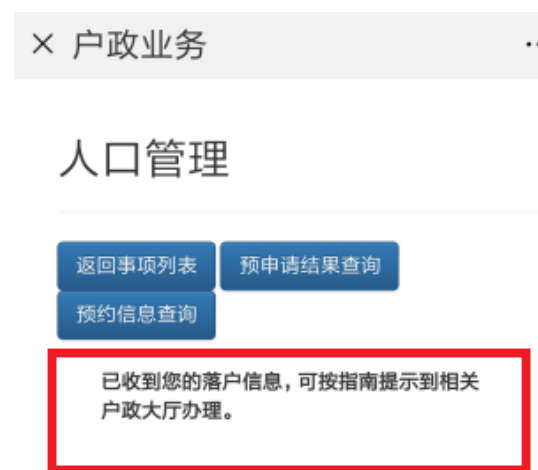 × 户政业务
人口管理
返回事项列表 预申请结果查询
预约信息查询
已收到您的落户信息，可按指南提示到相关
户政大厅办理。